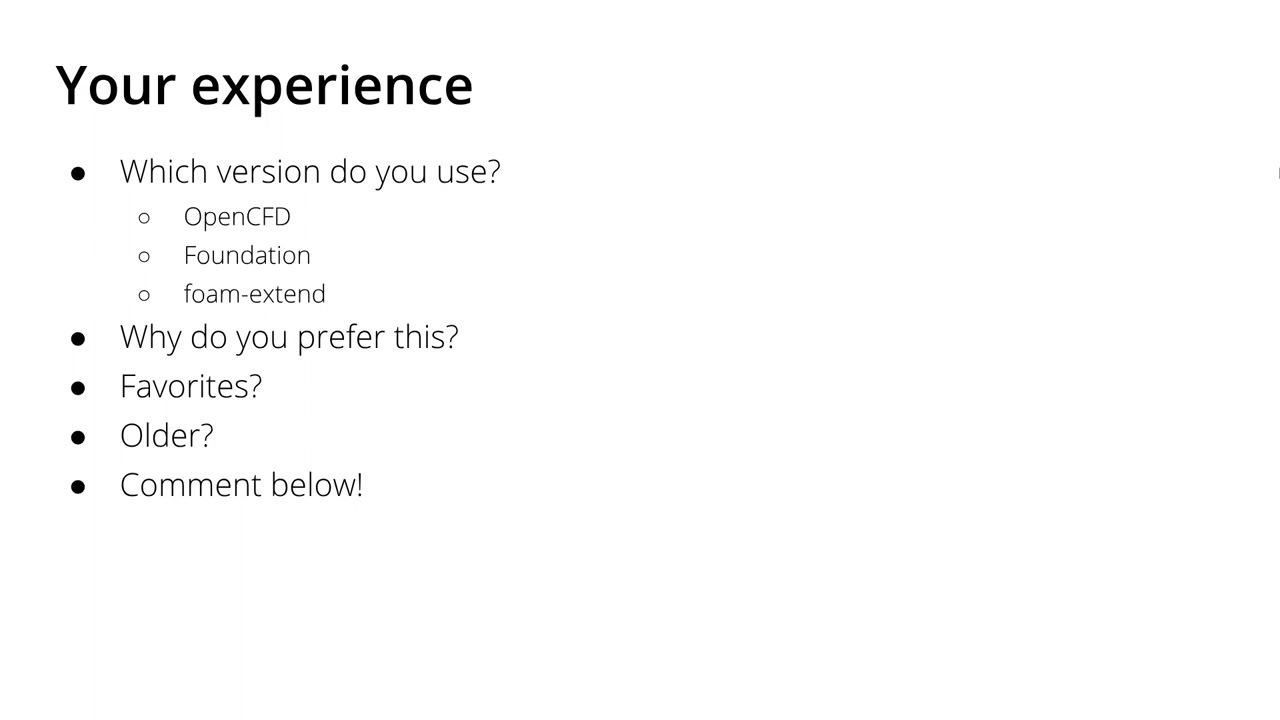 Your experience
● Which version do you use?
○ OpenCFD
○ Foundation
○ foam-extend
● Why do you prefer this?
● Favorites?
● Older?
● Comment below!